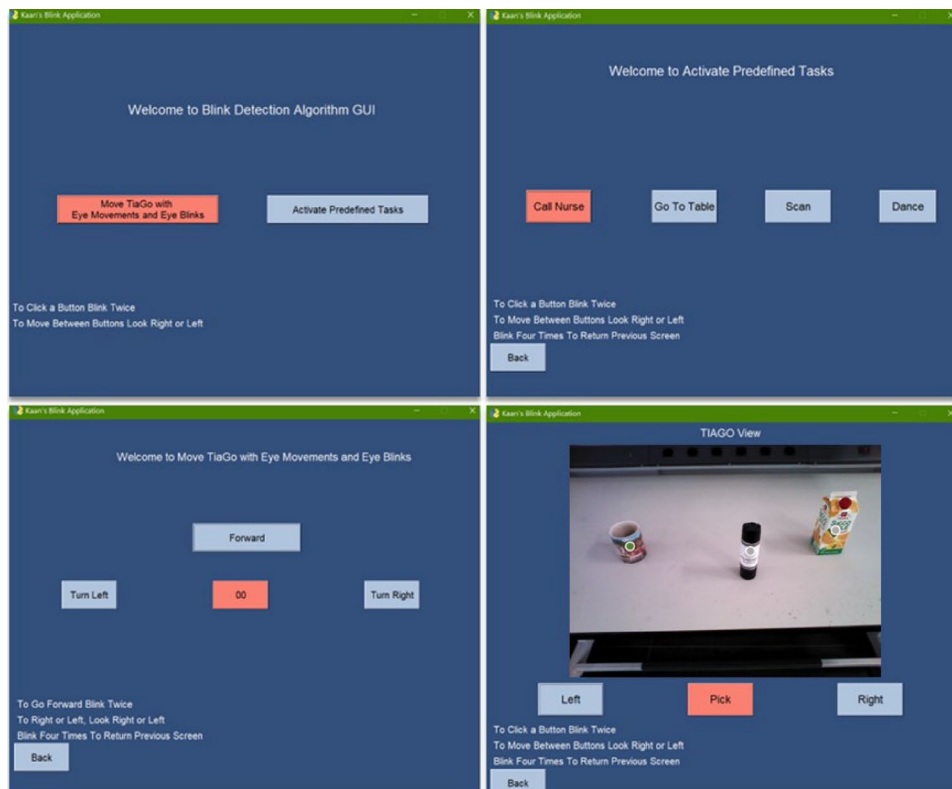 Kaan's Blink Application
Welcome to Blink Detection Algorithm GUI
Move TiaGo with
Eye Movements and Eye Blinks
Activate Predefined Tasks
To Click a Button Blink Twice
To Move Between Buttons Look Right or Left
Kaan's Blink Application
Welcome to Activate Predefined Tasks
Call Nurse
Go To Table
Scan
Dance
To Click a Button Blink Twice
To Move Between Buttons Look Right or Left
Blink Four Times To Return Previous Screen
Back
Kaan's Blink Application
Welcome to Move TiaGo with Eye Movements and Eye Blinks
Forward
Turn Left
00
Turn Right
To Go Forward Blink Twice
To Right or Left, Look Right or Left
Blink Four Times To Return Previous Screen
Back
Kaan's Blink Application
TIAGO View
Left
Pick
Right
To Click a Button Blink Twice
To Move Between Buttons Look Right or Left
Blink Four Times To Return Previous Screen
Back